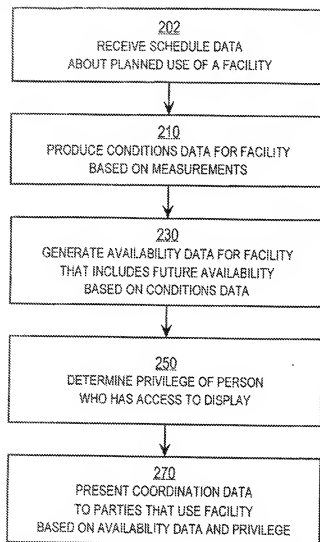 202
RECEIVE SCHEDULE DATA
ABOUT PLANNED USE OF A FACILITY
210
PRODUCE CONDITIONS DATA FOR FACILITY
BASED ON MEASUREMENTS
230
GENERATE AVAILABILITY DATA FOR FACILITY
THAT INCLUDES FUTURE AVAILABILITY
BASED ON CONDITIONS DATA
250
DETERMINE PRIVILEGE OF PERSON
WHO HAS ACCESS TO DISPLAY
270
PRESENT COORDINATION DATA
TO PARTIES THAT USE FACILITY
BASED ON AVAILABILITY DATA AND PRIVILEGE